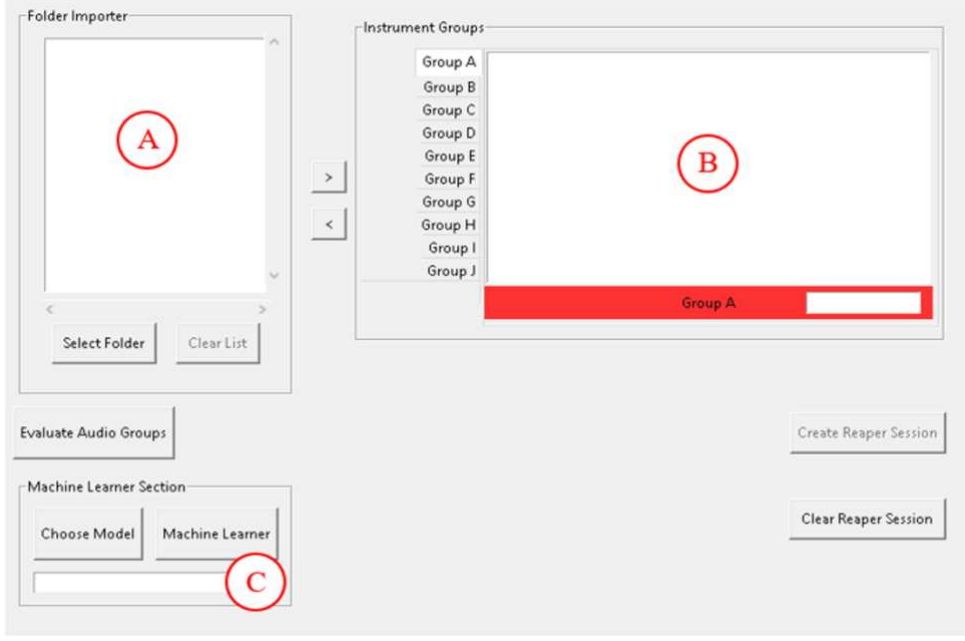 Folder Importer
A
Select Folder
Clear List
>
<
Instrument Groups
Group A
Group B
Group C
Group D
Group E
Group F
Group G
Group H
Group I
Group J
B
Group A
Evaluate Audio Groups
Machine Learner Section
Choose Model
Machine Learner
C
Create Reaper Session
Clear Reaper Session